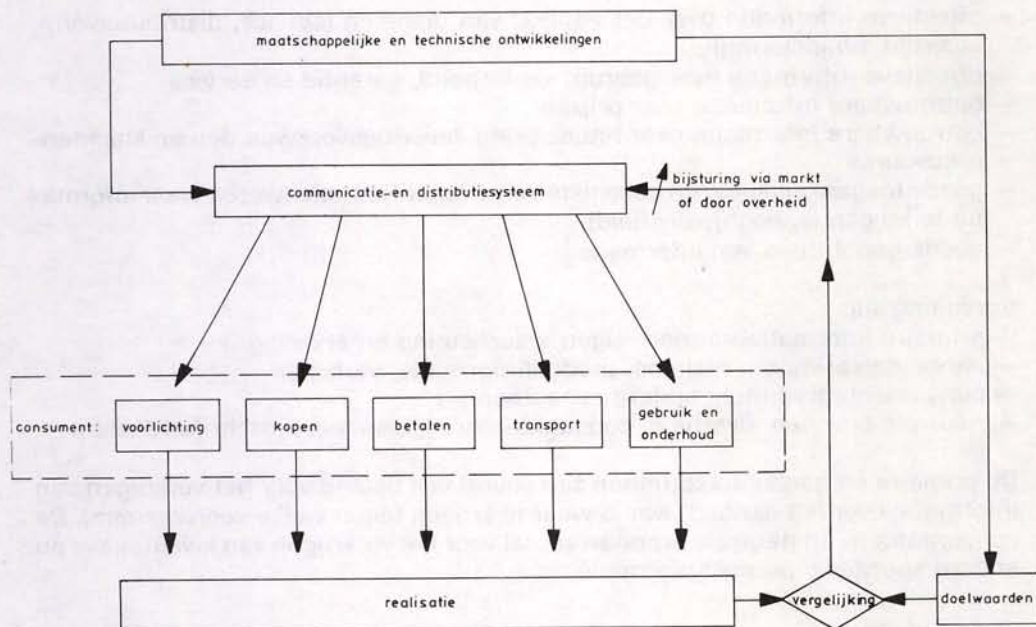 maatschappelijke en technische ontwikkelingen
communicatie-en distributiesysteem
bijsturing via markt
of door overheid
consument:
voorlichting
kopen
betalen
transport
gebruik en
onderhoud
realisatie
vergelijking
doelwaarden